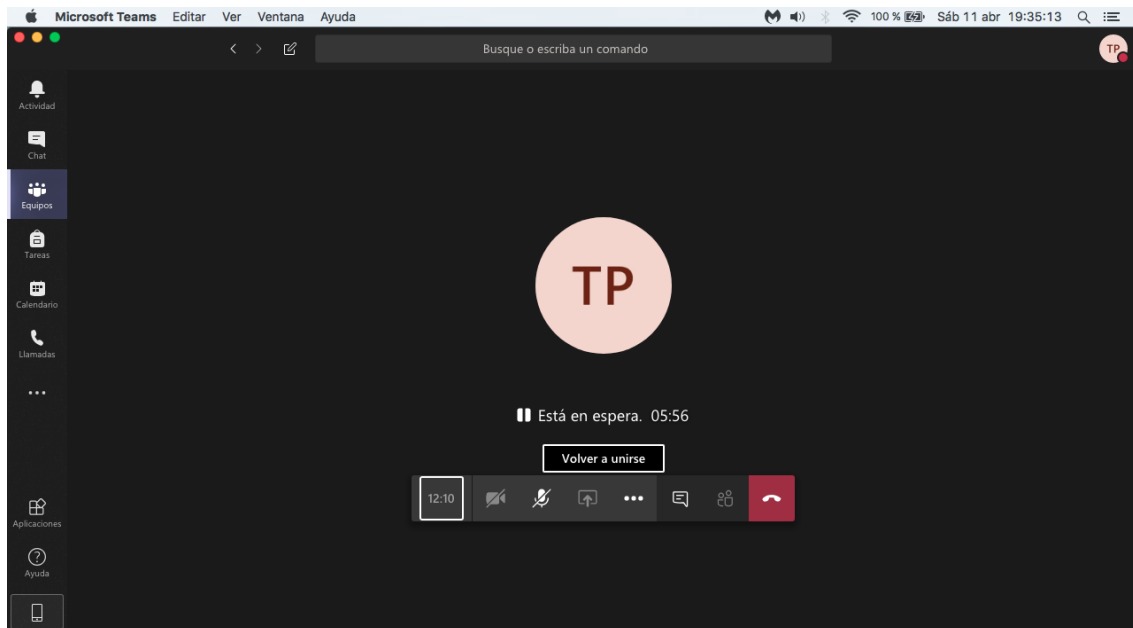 Microsoft Teams Editar Ver Ventana Ayuda 100 % Sáb 11 abr 19:35:13
Busque o escriba un comando
TP
Actividad
Chat
Equipos
Tareas
Calendario
Llamadas
TP
Está en espera. 05:56
Volver a unirse
12:10
Aplicaciones
Ayuda